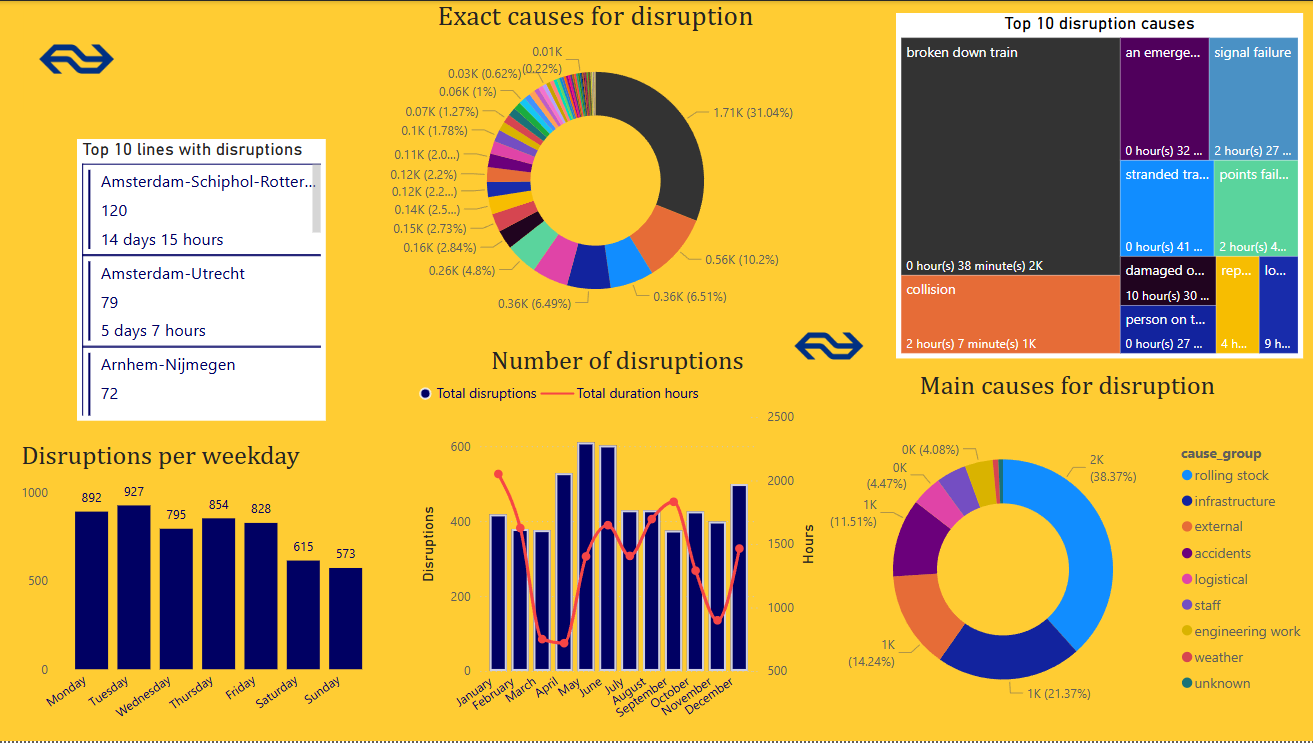 Exact causes for disruption
0.01K
(0.22%)
0.03K (0.62%)
0.06K (1%)
0.07K (1.27%)
0.1K (1.78%)
0.11K (2.0...)
0.12K (2.2%)
0.12K (2.2...)
0.14K (2.5...)
0.15K (2.73%)
0.16K (2.84%)
0.26K (4.8%)
0.36K (6.49%)
0.36K (6.51%)
0.56K (10.2%)
1.71K (31.04%)
Top 10 disruption causes
broken down train
0 hour(s) 38 minute(s) 2K
collision
2 hour(s) 7 minute(s) 1K
an emerge...
0 hour(s) 32 ...
signal failure
2 hour(s) 27 ...
stranded tra...
0 hour(s) 41 ...
points fail...
2 hour(s) 4...
damaged o...
10 hour(s) 30 ...
person on t...
0 hour(s) 27 ...
rep...
4 h...
lo...
9 h...
Top 10 lines with disruptions
Amsterdam-Schiphol-Rotter...
120
14 days 15 hours
Amsterdam-Utrecht
79
5 days 7 hours
Arnhem-Nijmegen
72
Disruptions per weekday
1000
500
0
892
927
795
854
828
615
573
Monday
Tuesday
Wednesday
Thursday
Friday
Saturday
Sunday
Number of disruptions
Total disruptions
Total duration hours
Disruptions
600
400
200
0
Hours
2500
2000
1500
1000
500
January
February
March
April
May
June
July
August
September
October
November
December
Main causes for disruption
0K (4.08%)
0K
(4.47%)
1K
(11.51%)
1K
(14.24%)
1K (21.37%)
2K
(38.37%)
cause_group
rolling stock
infrastructure
external
accidents
logistical
staff
engineering work
weather
unknown